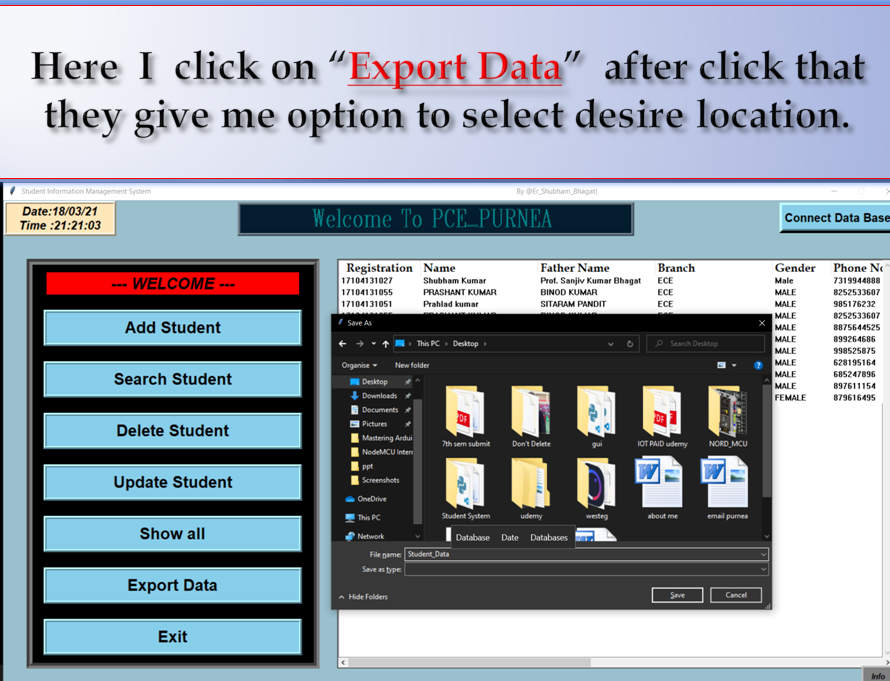 Here I click on “Export Data” after click that
they give me option to select desire location.
Student Information Management System
By @Er_Shubham_Bhagat|
Date:18/03/21
Time :21:21:03
Welcome To PCE_PURNEA
Connect Data Base
--- WELCOME ---
Add Student
Search Student
Delete Student
Update Student
Show all
Export Data
Exit
Registration Name Father Name Branch Gender Phone
17104131027 Shubham Kumar Prof. Sanjiv Kumar Bhagat ECE Male 7319944888
17104131055 PRASHANT KUMAR BINOD KUMAR ECE MALE 8252533607
17104131051 Prahlad kumar SITARAM PANDIT ECE MALE 985176232
MALE 8252533607
MALE 8875644525
MALE 899264686
MALE 998525875
MALE 628195164
MALE 685247896
MALE 897611154
FEMALE 879616495
Save As
This PC Desktop
Search Desktop
Organise New folder
Desktop
Downloads
Documents
Pictures
Mastering Ardui
NodeMCU Intern
ppt
Screenshots
OneDrive
This PC
Network
PDF
PDF
7th sem submit Don't Delete gui IOT PAID udemy NORD_MCU
Student System udemy westeg about me email purnea
Database Date Databases
File name: Student_Data
Save as type:
Hide Folders
Save Cancel
Info